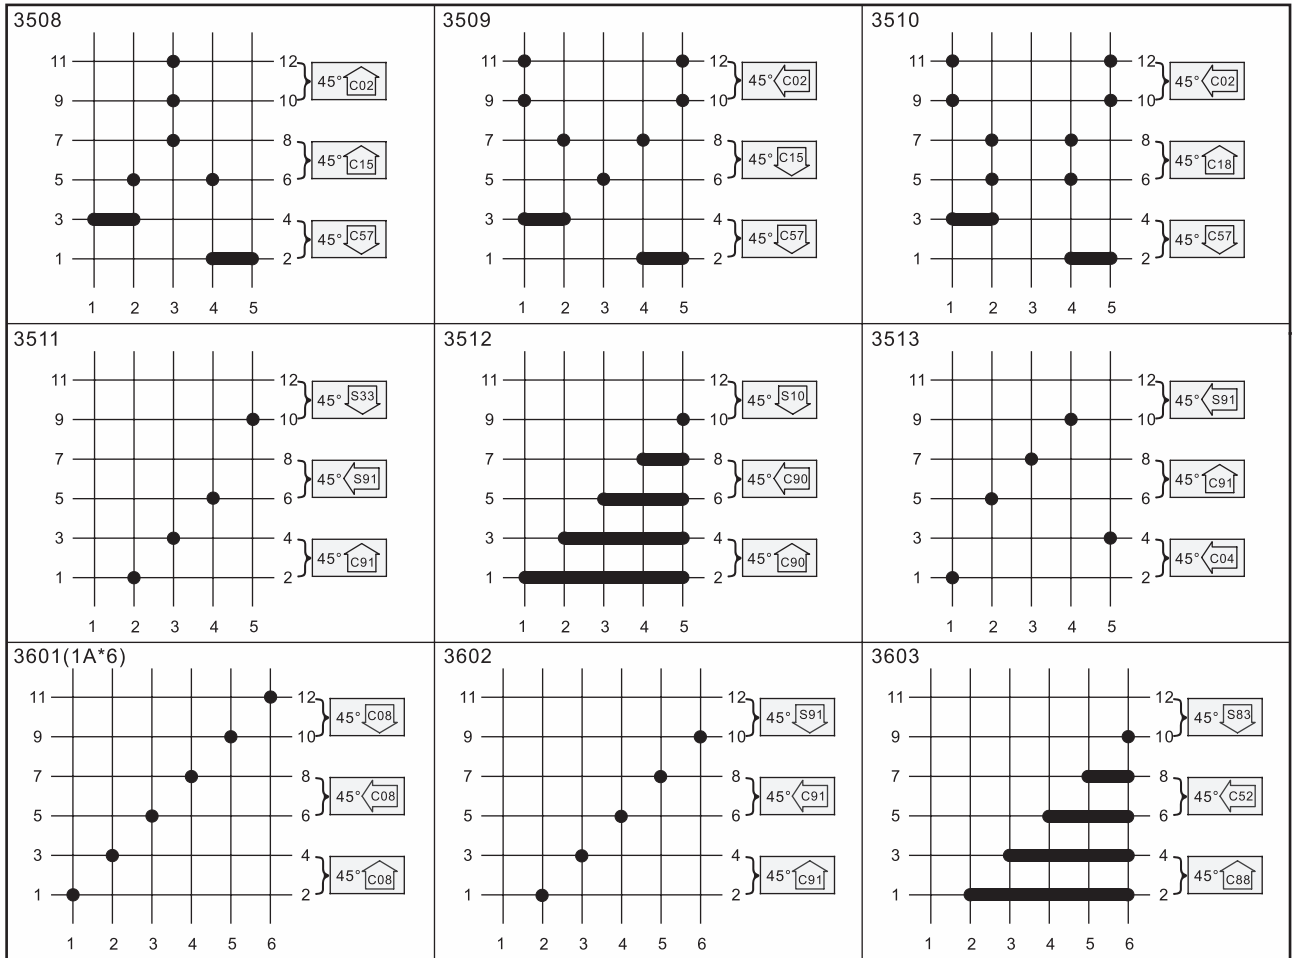 3508
11 12 45° C02
9 10
7 8 45° C15
5 6
3 4 45° C57
1 2
1 2 3 4 5
3509
11 12 45° C02
9 10
7 8 45° C15
5 6
3 4 45° C57
1 2
1 2 3 4 5
3510
11 12 45° C02
9 10
7 8 45° C18
5 6
3 4 45° C57
1 2
1 2 3 4 5
3511
11 12 45° S33
9 10
7 8 45° S91
5 6
3 4 45° C91
1 2
1 2 3 4 5
3512
11 12 45° S10
9 10
7 8 45° C90
5 6
3 4 45° C90
1 2
1 2 3 4 5
3513
11 12 45° S91
9 10
7 8 45° C91
5 6
3 4 45° C04
1 2
1 2 3 4 5
3601(1A*6)
11 12 45° C08
9 10
7 8 45° C08
5 6
3 4 45° C08
1 2
1 2 3 4 5 6
3602
11 12 45° S91
9 10
7 8 45° C91
5 6
3 4 45° C91
1 2
1 2 3 4 5 6
3603
11 12 45° S83
9 10
7 8 45° C52
5 6
3 4 45° C88
1 2
1 2 3 4 5 6